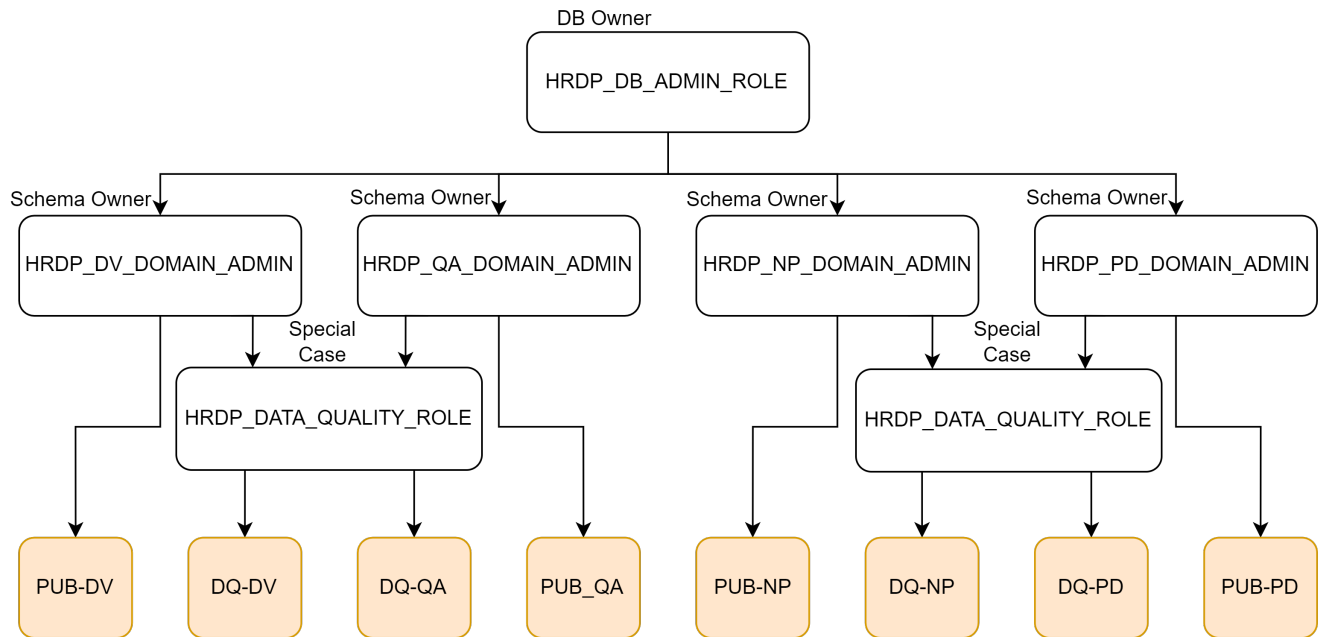 DB Owner
HRDP_DB_ADMIN_ROLE
Schema Owner
Schema Owner
Schema Owner
Schema Owner
HRDP_DV_DOMAIN_ADMIN
HRDP_QA_DOMAIN_ADMIN
HRDP_NP_DOMAIN_ADMIN
HRDP_PD_DOMAIN_ADMIN
Special
Case
Special
Case
HRDP_DATA_QUALITY_ROLE
HRDP_DATA_QUALITY_ROLE
PUB-DV
DQ-DV
DQ-QA
PUB_QA
PUB-NP
DQ-NP
DQ-PD
PUB-PD